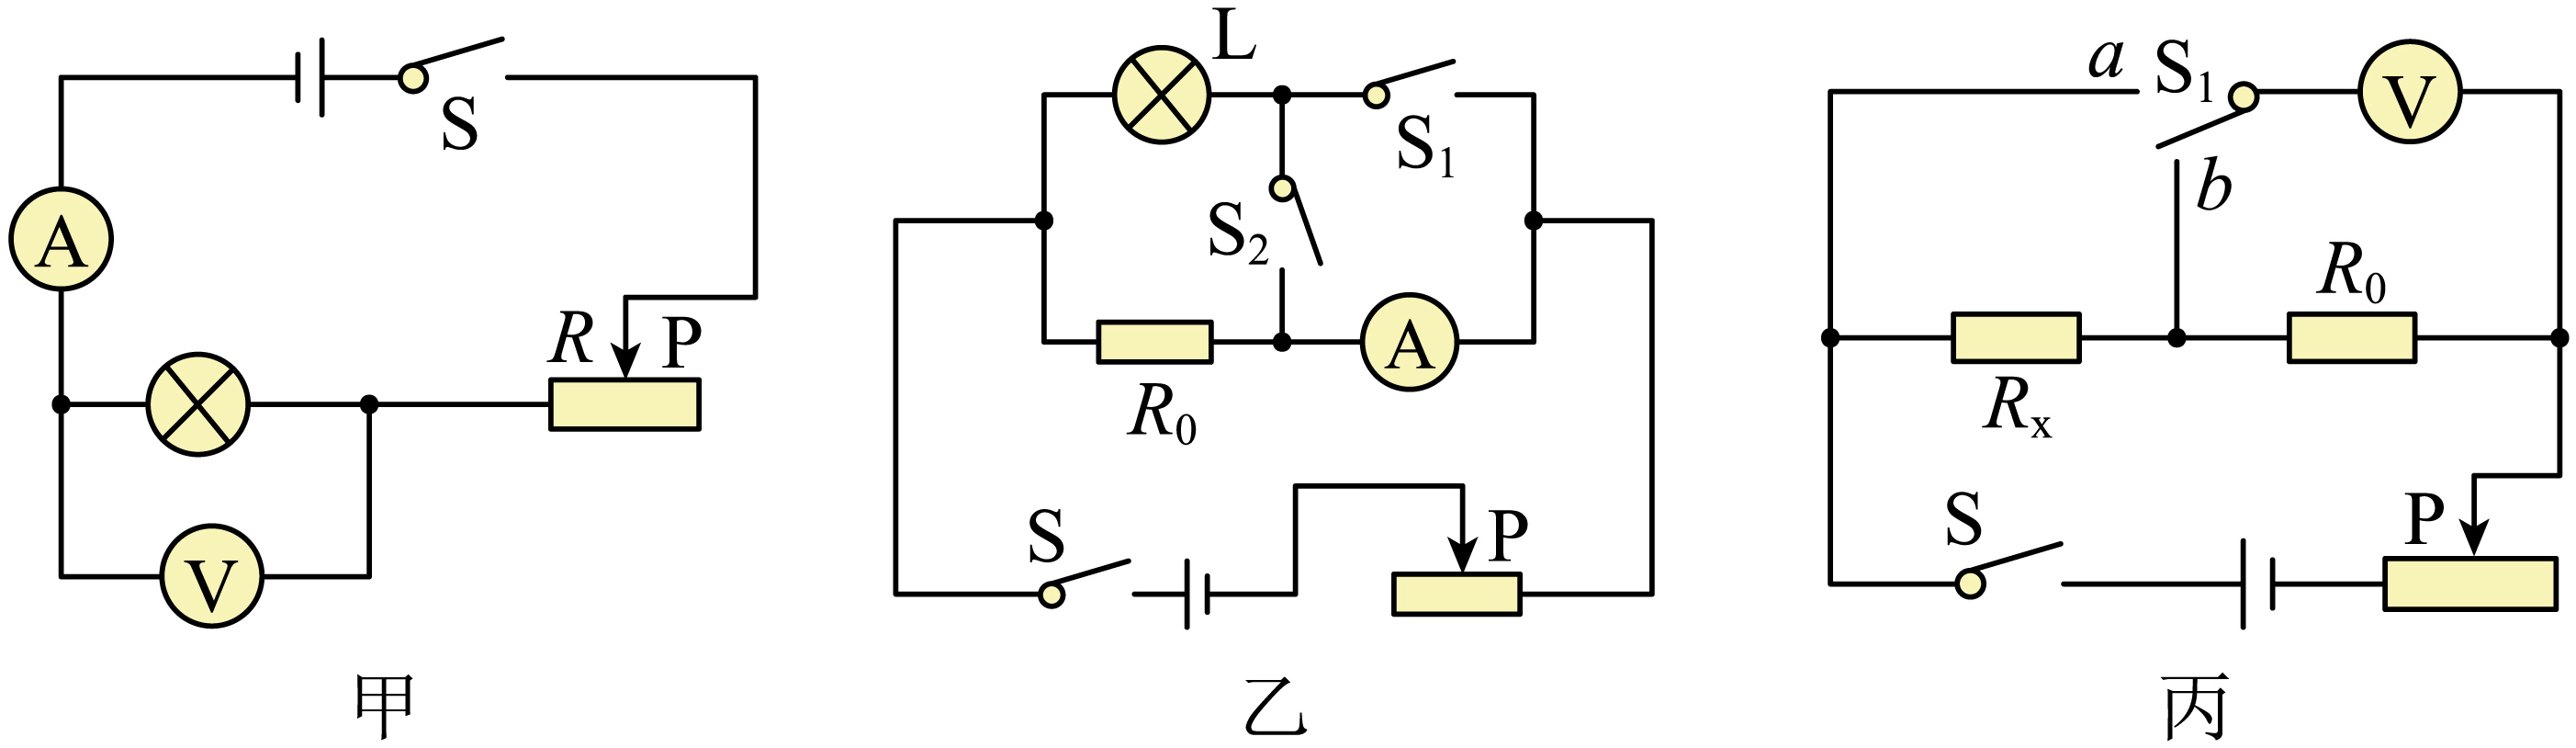 S
A
R
P
V
甲
L
S₁
S₂
R₀
A
S
P
乙
a
S₁
V
b
R₀
Rₓ
S
P
丙